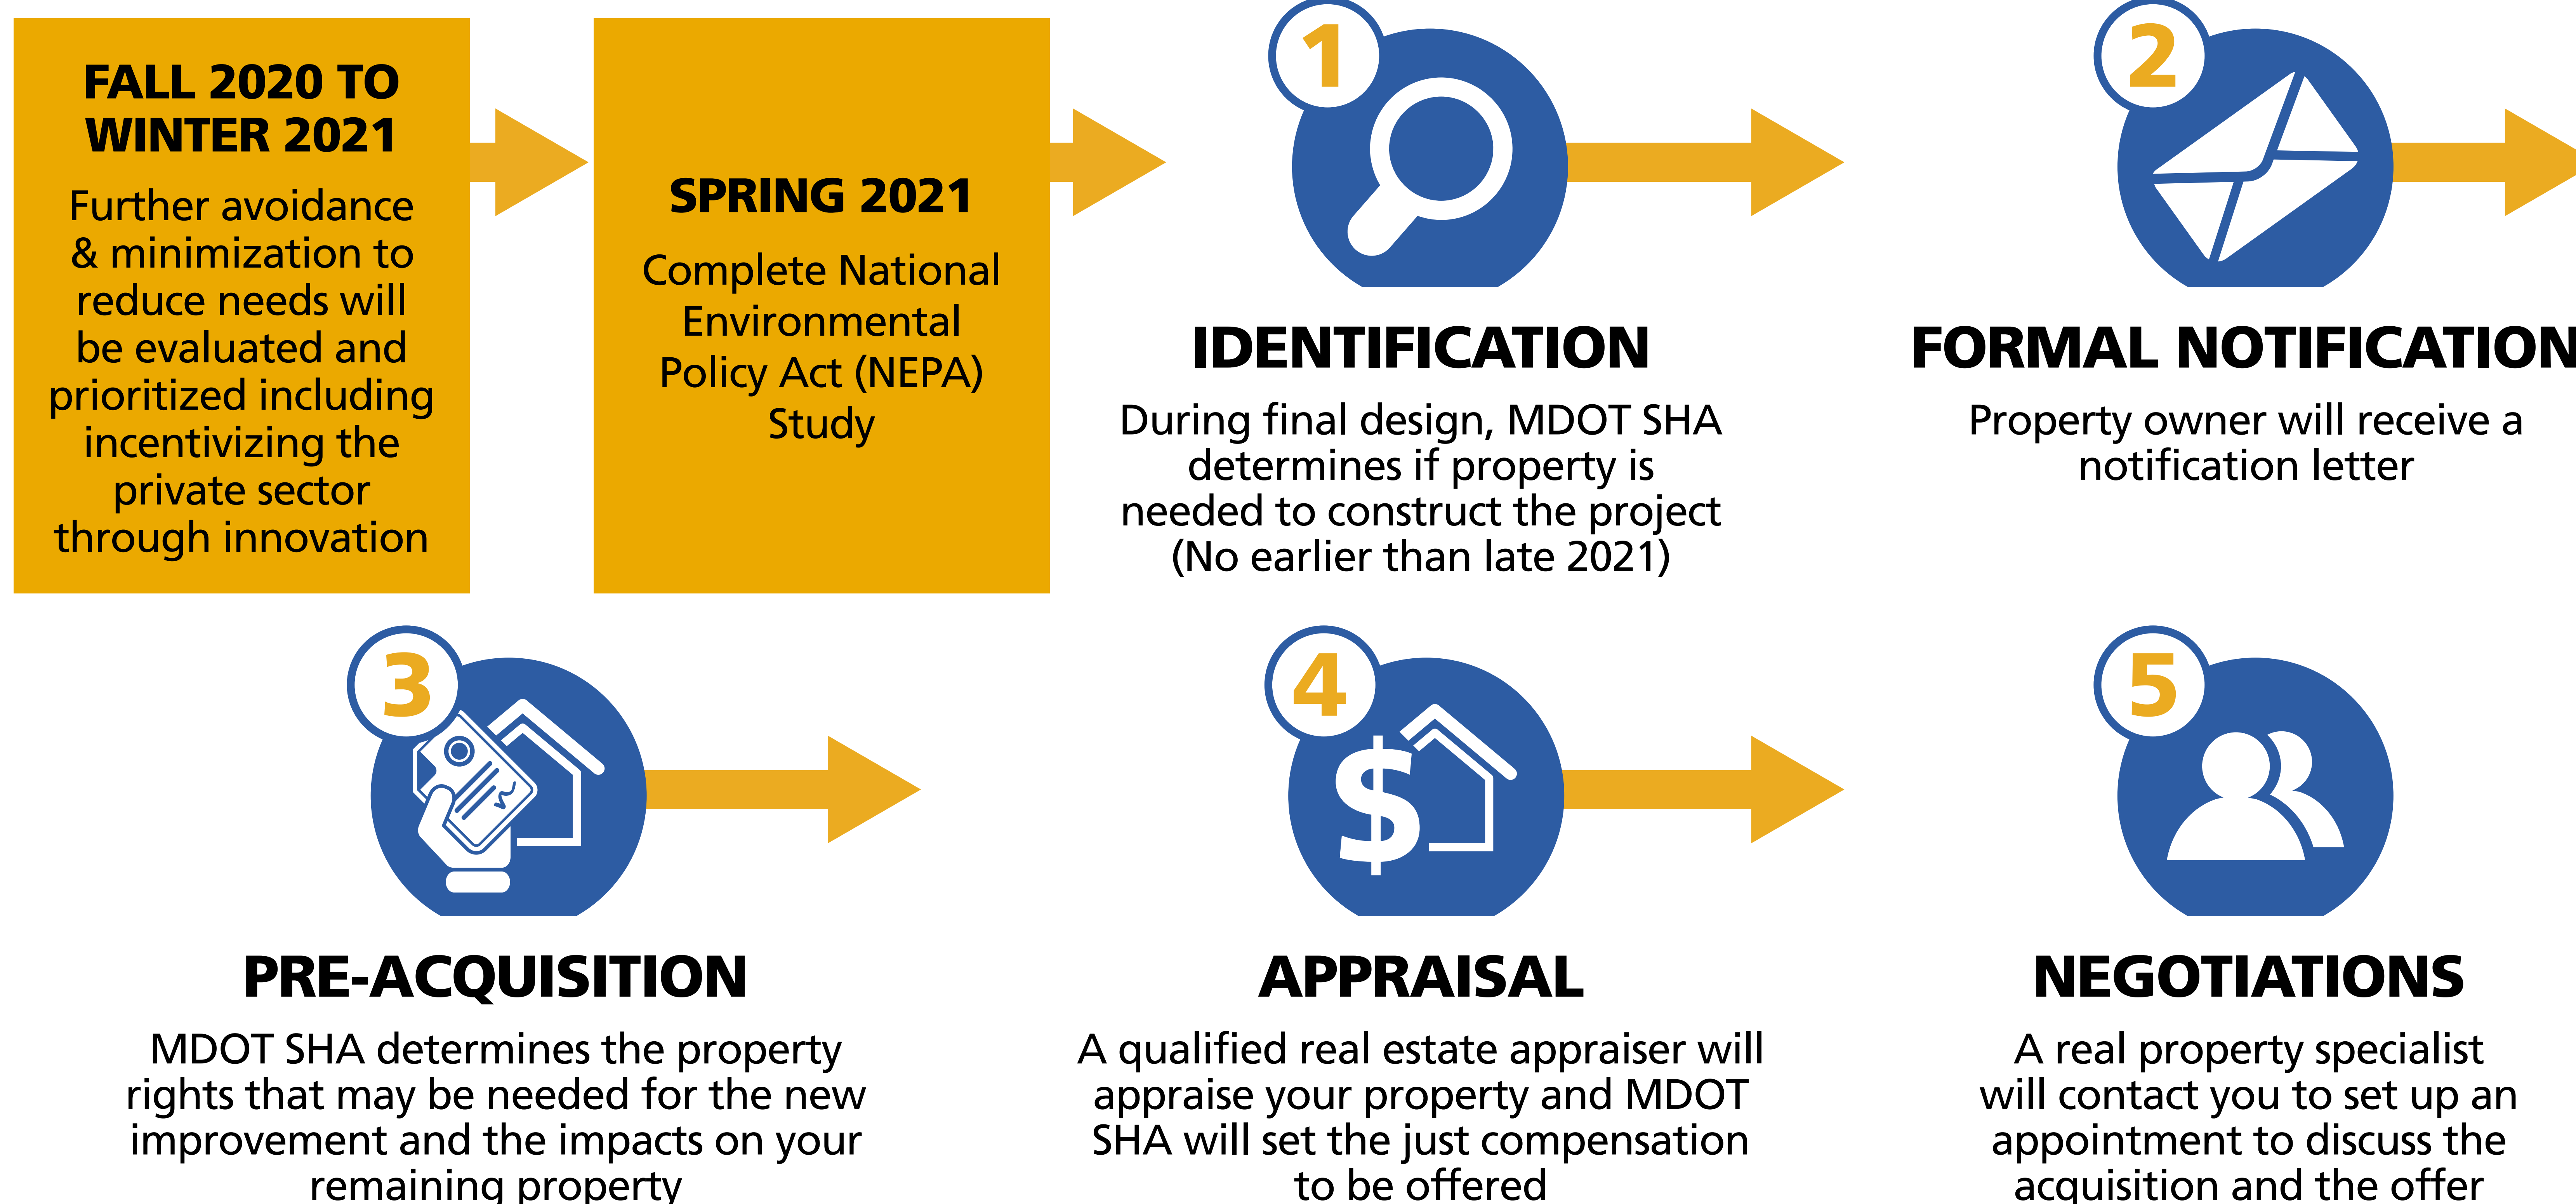 FALL 2020 TO
WINTER 2021
Further avoidance
& minimization to
reduce needs will
be evaluated and
prioritized including
incentivizing the
private sector
through innovation
SPRING 2021
Complete National
Environmental
Policy Act (NEPA)
Study
1
IDENTIFICATION
During final design, MDOT SHA
determines if property is
needed to construct the project
(No earlier than late 2021)
2
FORMAL NOTIFICATION
Property owner will receive a
notification letter
3
PRE-ACQUISITION
MDOT SHA determines the property
rights that may be needed for the new
improvement and the impacts on your
remaining property
4
$
APPRAISAL
A qualified real estate appraiser will
appraise your property and MDOT
SHA will set the just compensation
to be offered
5
NEGOTIATIONS
A real property specialist
will contact you to set up an
appointment to discuss the
acquisition and the offer